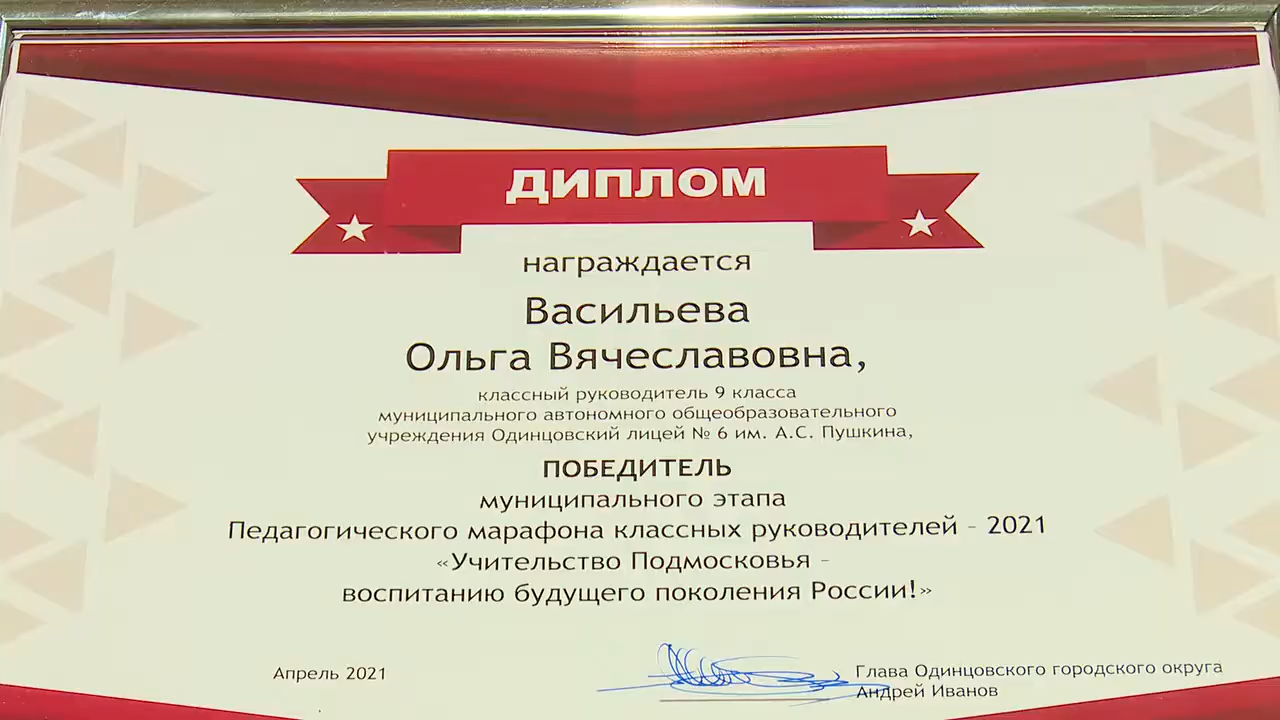 ДИПЛОМ
награждается
Васильева
Ольга Вячеславовна,
классный руководитель 9 класса
муниципального автономного общеобразовательного
учреждения Одинцовский лицей № 6 им. А.С. Пушкина,
ПОБЕДИТЕЛЬ
муниципального этапа
Педагогического марафона классных руководителей - 2021
«Учительство Подмосковья -
воспитанию будущего поколения России!»
Апрель 2021
Глава Одинцовского городского округа
Андрей Иванов